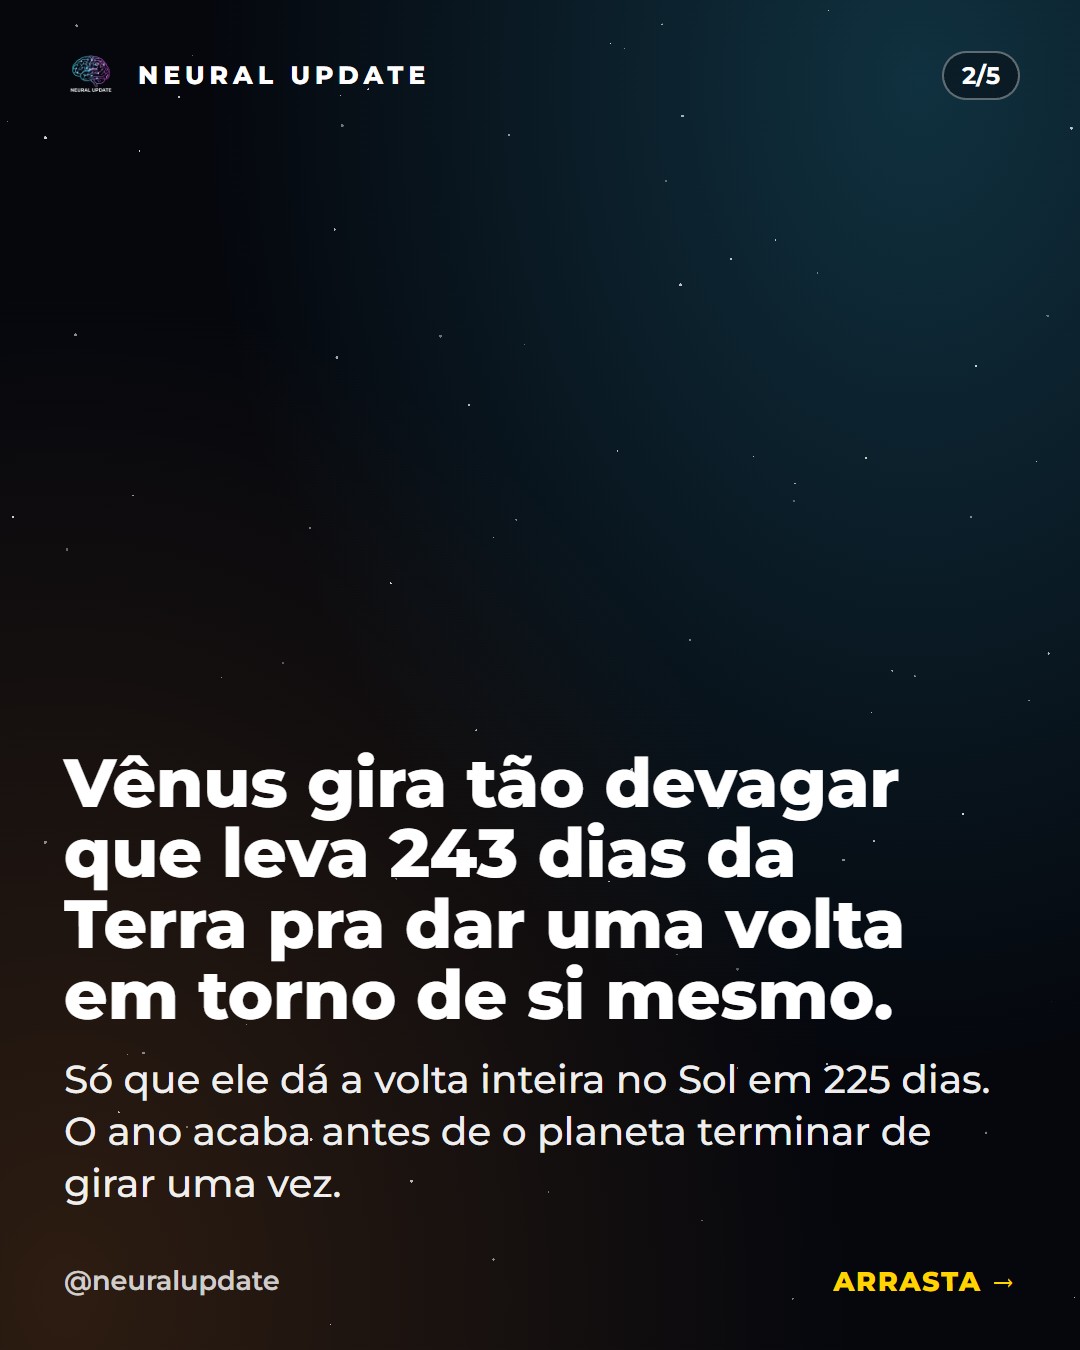 NEURAL UPDATE
NEURAL UPDATE
2/5
Vênus gira tão devagar
que leva 243 dias da
Terra pra dar uma volta
em torno de si mesmo.
Só que ele dá a volta inteira no Sol em 225 dias.
O ano acaba antes de o planeta terminar de
girar uma vez.
@neuralupdate
ARRASTA →